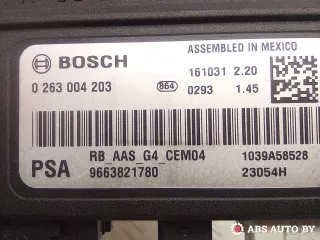 BOSCH
ASSEMBLED IN MEXICO
161031 2.20
0 263 004 203
864
0293 1.45
PSA
RB_AAS_G4_CEM04
1039A58528
9663821780
23054H
ABS AUTO BY